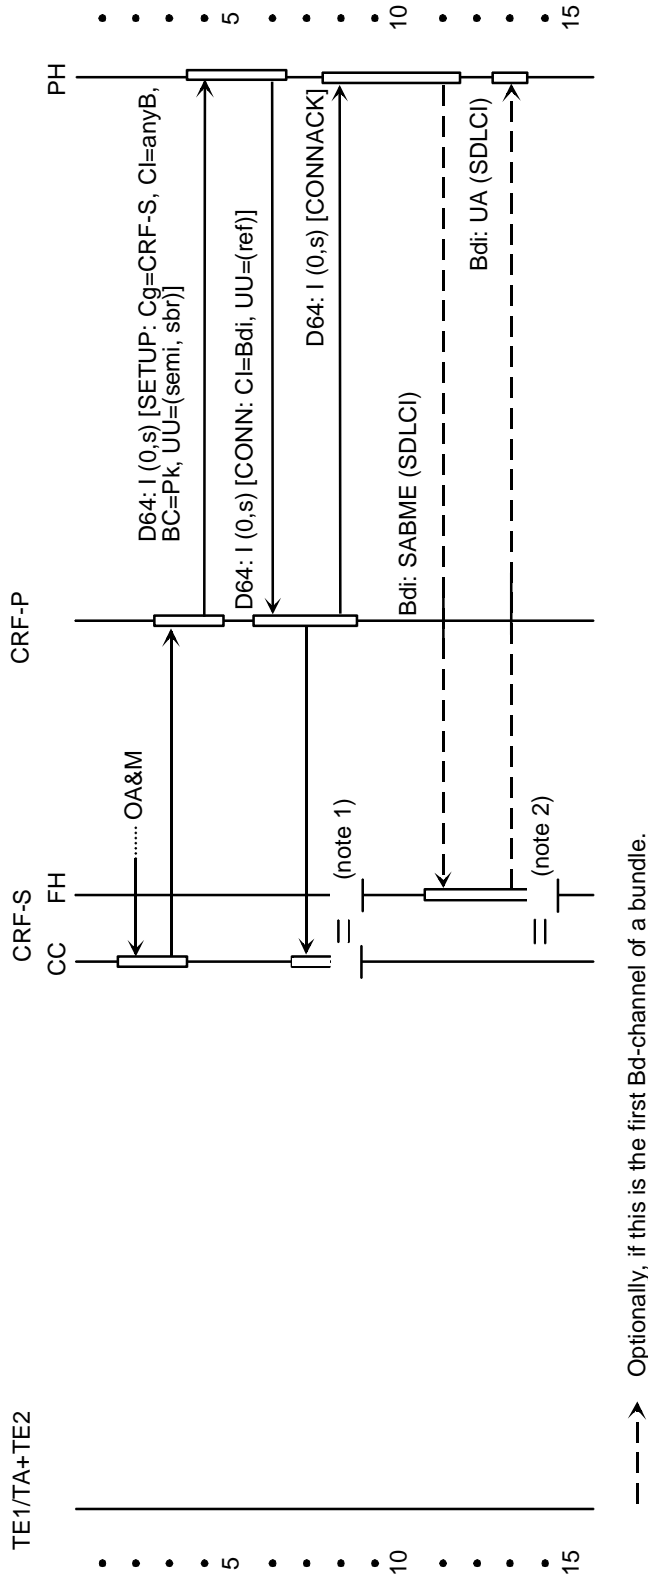 TE1/TA+TE2
CRF-S
CRF-P
CC
FH
PH
OA&M
D64: I (0,s) [SETUP: Cg=CRF-S, CI=anyB,
BC=Pk, UU=(semi, sbr)]
5
5
D64: I (0,s) [CONN: CI=Bdi, UU=(ref)]
D64: I (0,s) [CONNACK]
(note 1)
10
10
Bdi: SABME (SDLCI)
Bdi: UA (SDLCI)
(note 2)
15
15
Optionally, if this is the first Bd-channel of a bundle.